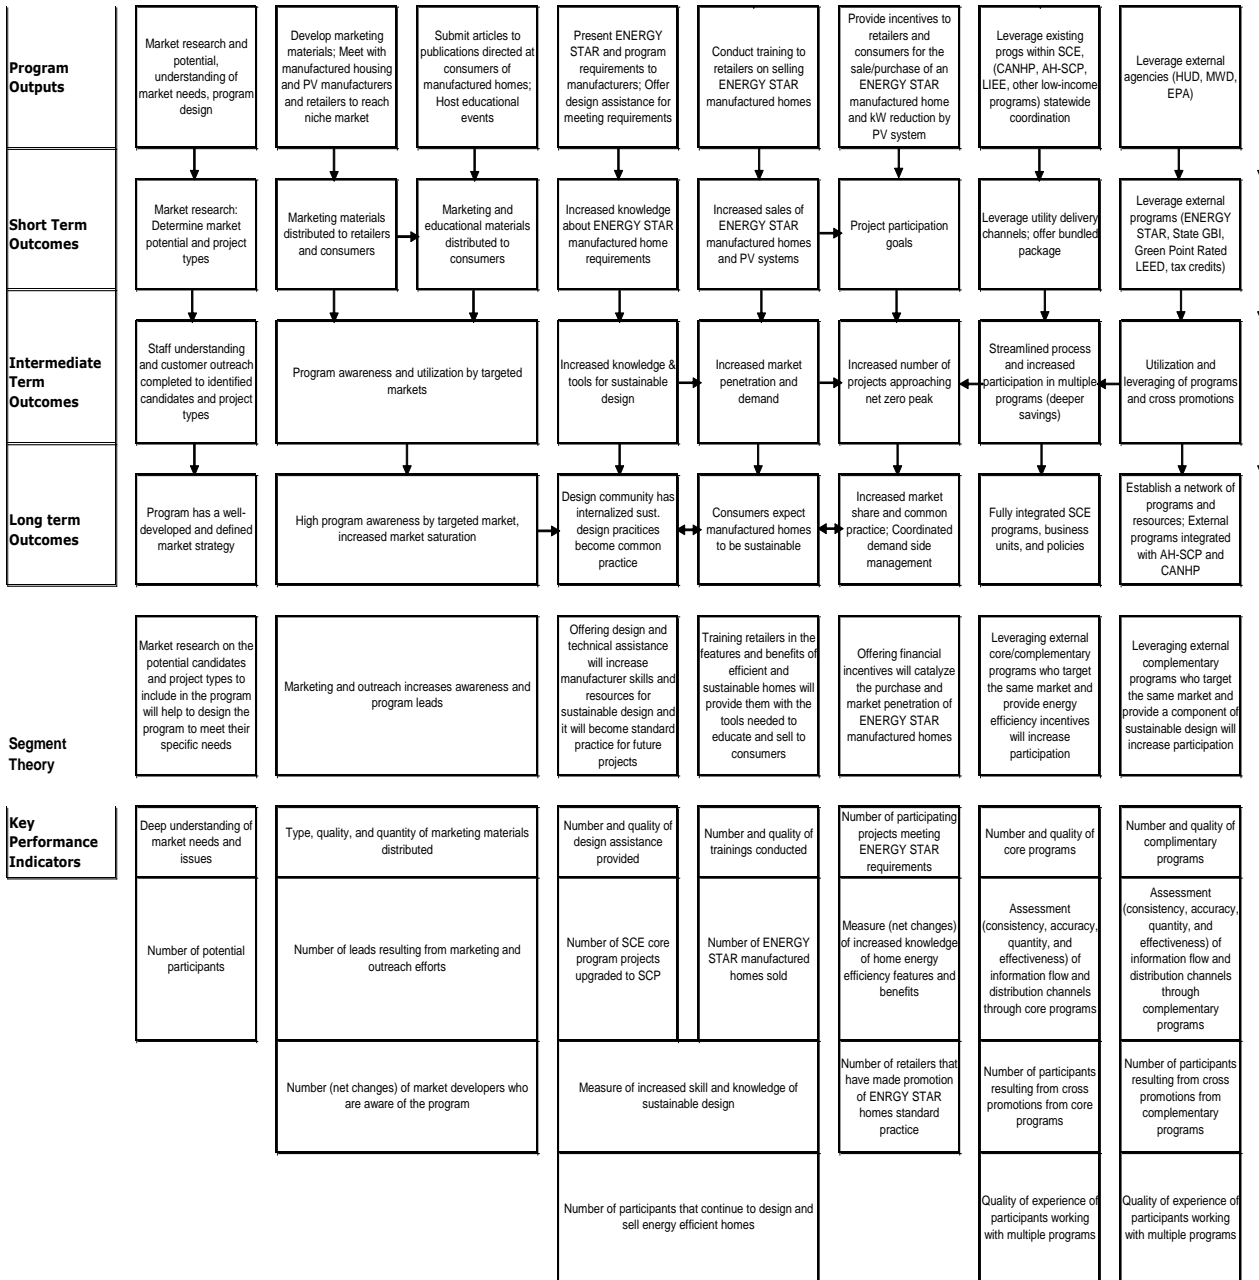 Program
Outputs
Market research and
potential,
understanding of
market needs, program
design
Develop marketing
materials; Meet with
manufactured housing
and PV manufacturers
and retailers to reach
niche market
Submit articles to
publications directed at
consumers of
manufactured homes;
Host educational
events
Present ENERGY
STAR and program
requirements to
manufacturers; Offer
design assistance for
meeting requirements
Conduct training to
retailers on selling
ENERGY STAR
manufactured homes
Provide incentives to
retailers and
consumers for the
sale/purchase of an
ENERGY STAR
manufactured home
and kW reduction by
PV system
Leverage existing
progs within SCE,
(CANHP, AH-SCP,
LIEE, other low-income
programs) statewide
coordination
Leverage external
agencies (HUD, MWD,
EPA)
Short Term
Outcomes
Market research:
Determine market
potential and project
types
Marketing materials
distributed to retailers
and consumers
Marketing and
educational materials
distributed to
consumers
Increased knowledge
about ENERGY STAR
manufactured home
requirements
Increased sales of
ENERGY STAR
manufactured homes
and PV systems
Project participation
goals
Leverage utility delivery
channels; offer bundled
package
Leverage external
programs (ENERGY
STAR, State GBI,
Green Point Rated
LEED, tax credits)
Intermediate
Term
Outcomes
Staff understanding
and customer outreach
completed to identified
candidates and project
types
Program awareness and utilization by targeted
markets
Increased knowledge &
tools for sustainable
design
Increased market
penetration and
demand
Increased number of
projects approaching
net zero peak
Streamlined process
and increased
participation in multiple
programs (deeper
savings)
Utilization and
leveraging of programs
and cross promotions
Long term
Outcomes
Program has a well-
developed and defined
market strategy
High program awareness by targeted market,
increased market saturation
Design community has
internalized sust.
design pracitices
become common
practice
Consumers expect
manufactured homes
to be sustainable
Increased market
share and common
practice; Coordinated
demand side
management
Fully integrated SCE
programs, business
units, and policies
Establish a network of
programs and
resources; External
programs integrated
with AH-SCP and
CANHP
Segment
Theory
Market research on the
potential candidates
and project types to
include in the program
will help to design the
program to meet their
specific needs
Marketing and outreach increases awareness and
program leads
Offering design and
technical assistance
will increase
manufacturer skills and
resources for
sustainable design and
it will become standard
practice for future
projects
Training retailers in the
features and benefits of
efficient and
sustainable homes will
provide them with the
tools needed to
educate and sell to
consumers
Offering financial
incentives will catalyze
the purchase and
market penetration of
ENERGY STAR
manufactured homes
Leveraging external
core/complementary
programs who target
the same market and
provide energy
efficiency incentives
will increase
participation
Leveraging external
complementary
programs who target
the same market and
provide a component of
sustainable design will
increase participation
Key
Performance
Indicators
Deep understanding of
market needs and
issues
Type, quality, and quantity of marketing materials
distributed
Number and quality of
design assistance
provided
Number and quality of
trainings conducted
Number of participating
projects meeting
ENERGY STAR
requirements
Number and quality of
core programs
Number and quality of
complimentary
programs
Number of potential
participants
Number of leads resulting from marketing and
outreach efforts
Number of SCE core
program projects
upgraded to SCP
Number of ENERGY
STAR manufactured
homes sold
Measure (net changes)
of increased knowledge
of home energy
efficiency features and
benefits
Assessment
(consistency, accuracy,
quantity, and
effectiveness) of
information flow and
distribution channels
through core programs
Assessment
(consistency, accuracy,
quantity, and
effectiveness) of
information flow and
distribution channels
through
complementary
programs
Number (net changes) of market developers who
are aware of the program
Measure of increased skill and knowledge of
sustainable design
Number of retailers that
have made promotion
of ENRGY STAR
homes standard
practice
Number of participants
resulting from cross
promotions from core
programs
Number of participants
resulting from cross
promotions from
complementary
programs
Number of participants that continue to design and
sell energy efficient homes
Quality of experience of
participants working
with multiple programs
Quality of experience of
participants working
with multiple programs